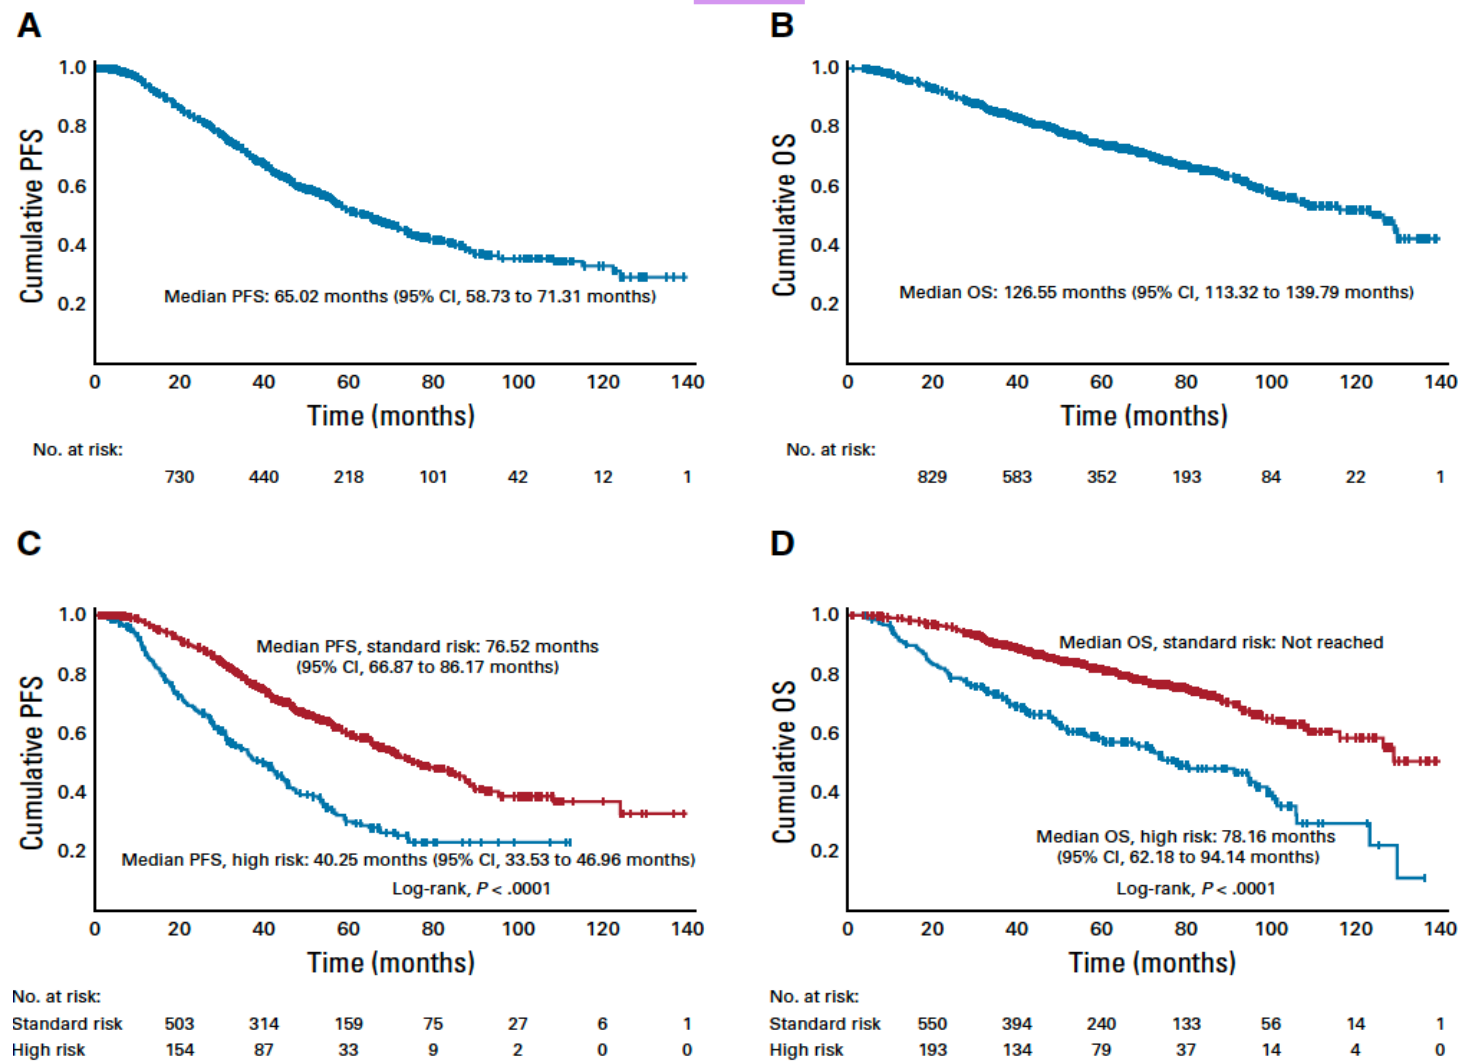 A
1.0
0.8
0.6
0.4
0.2
Cumulative PFS
Median PFS: 65.02 months (95% CI, 58.73 to 71.31 months)
0 20 40 60 80 100 120 140
Time (months)
No. at risk:
730 440 218 101 42 12 1
B
1.0
0.8
0.6
0.4
0.2
Cumulative OS
Median OS: 126.55 months (95% CI, 113.32 to 139.79 months)
0 20 40 60 80 100 120 140
Time (months)
No. at risk:
829 583 352 193 84 22 1
C
1.0
0.8
0.6
0.4
0.2
Cumulative PFS
Median PFS, standard risk: 76.52 months
(95% CI, 66.87 to 86.17 months)
Median PFS, high risk: 40.25 months (95% CI, 33.53 to 46.96 months)
Log-rank, P < .0001
0 20 40 60 80 100 120 140
Time (months)
No. at risk:
Standard risk 503 314 159 75 27 6 1
High risk 154 87 33 9 2 0 0
D
1.0
0.8
0.6
0.4
0.2
Cumulative OS
Median OS, standard risk: Not reached
Median OS, high risk: 78.16 months
(95% CI, 62.18 to 94.14 months)
Log-rank, P < .0001
0 20 40 60 80 100 120 140
Time (months)
No. at risk:
Standard risk 550 394 240 133 56 14 1
High risk 193 134 79 37 14 4 0